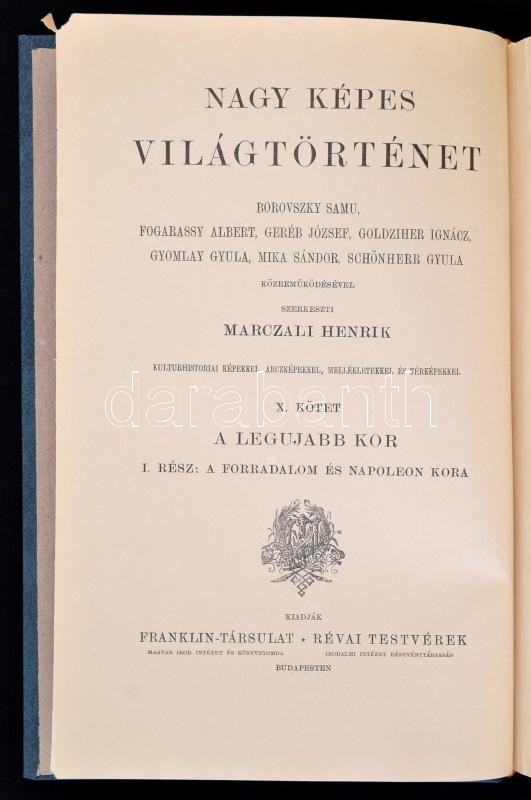 NAGY KÉPES
VILÁGTÖRTÉNET
BOROVSZKY SAMU,
FOGARASSY ALBERT, GERÉB JÓZSEF, GOLDZIHER IGNÁCZ,
GYOMLAY GYULA, MIKA SÁNDOR, SCHÖNHERR GYULA
KÖZREMŰKÖDÉSÉVEL
SZERKESZTI
MARCZALI HENRIK
KULTURHISTORIAI KÉPEKKEL, ARCZKÉPEKKEL, MELLÉKLETEKKEL ÉS TÉRKÉPEKKEL
X. KÖTET
darabanth
A LEGUJABB KOR
I. RÉSZ: A FORRADALOM ÉS NAPOLEON KORA
KIADJÁK
FRANKLIN-TÁRSULAT * RÉVAI TESTVÉREK
MAGYAR IROD. INTÉZET ÉS KÖNYVNYOMDA IRODALMI INTÉZET RÉSZVÉNYTÁRSASÁG
BUDAPESTEN